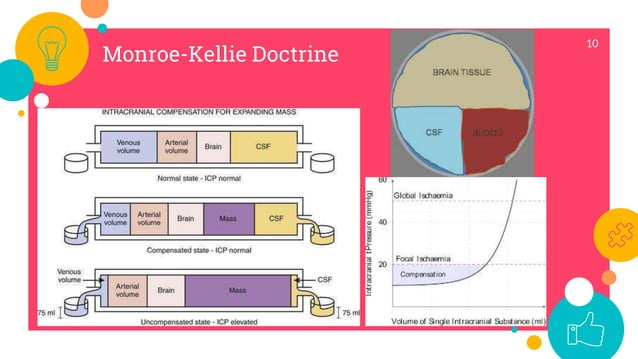 10
Monroe-Kellie Doctrine
INTRACRANIAL COMPENSATION FOR EXPANDING MASS
Venous
volume
Arterial
volume
Brain
CSF
Normal state - ICP normal
Venous
volume
Arterial
volume
Brain
Mass
CSF
Compensated state - ICP normal
Venous
volume
Arterial
volume
Brain
Mass
CSF
75 ml
75 ml
Uncompensated state - ICP elevated
BRAIN TISSUE
CSF
BLOOD
Intracranial Pressure (mmHg)
60
40
20
Global Ischaemia
Focal Ischaemia
Compensation
Volume of Single Intracranial Substance (ml)